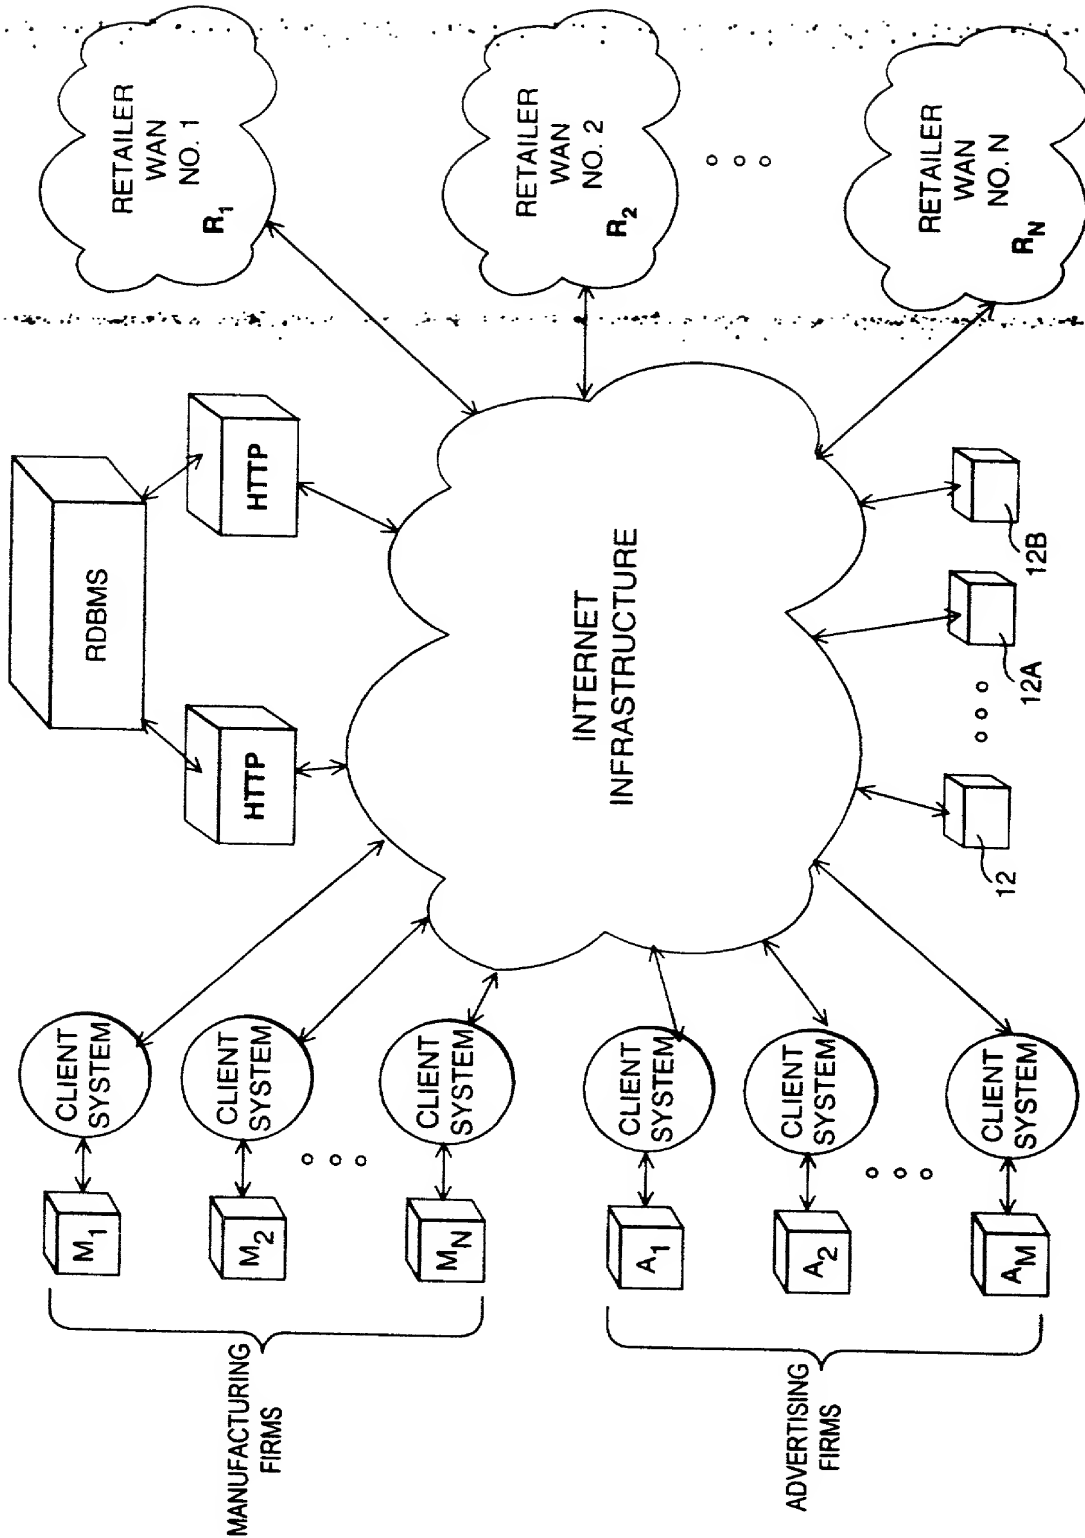 MANUFACTURING
FIRMS
M1
M2
MN
CLIENT
SYSTEM
CLIENT
SYSTEM
CLIENT
SYSTEM
ADVERTISING
FIRMS
A1
A2
AM
CLIENT
SYSTEM
CLIENT
SYSTEM
CLIENT
SYSTEM
RDBMS
HTTP
HTTP
INTERNET
INFRASTRUCTURE
12
12A
12B
RETAILER
WAN
NO. 1
R1
RETAILER
WAN
NO. 2
R2
RETAILER
WAN
NO. N
RN